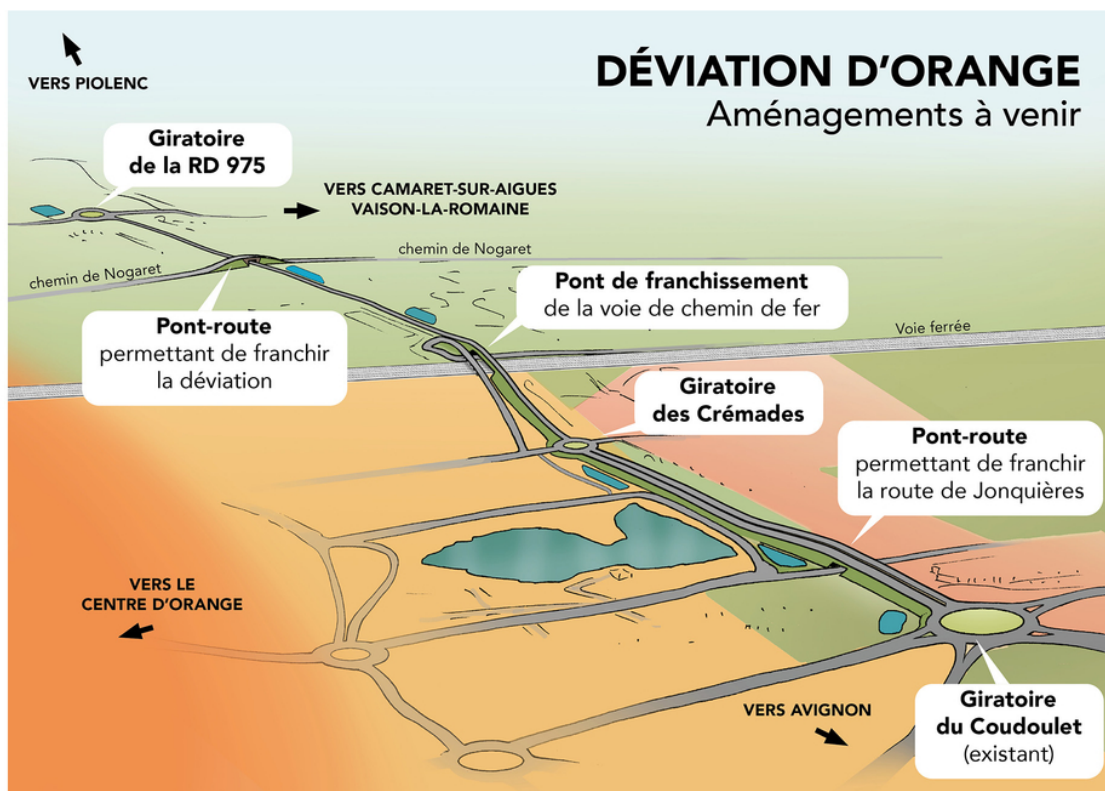 DÉVIATION D'ORANGE
Aménagements à venir
VERS PIOLENC
Giratoire
de la RD 975
VERS CAMARET-SUR-AIGUES
VAISON-LA-ROMAINE
chemin de Nogaret
chemin de Nogaret
Pont de franchissement
de la voie de chemin de fer
Pont-route
permettant de franchir
la déviation
Voie ferrée
Giratoire
des Crémades
Pont-route
permettant de franchir
la route de Jonquières
VERS LE
CENTRE D'ORANGE
VERS AVIGNON
Giratoire
du Coudoulet
(existant)